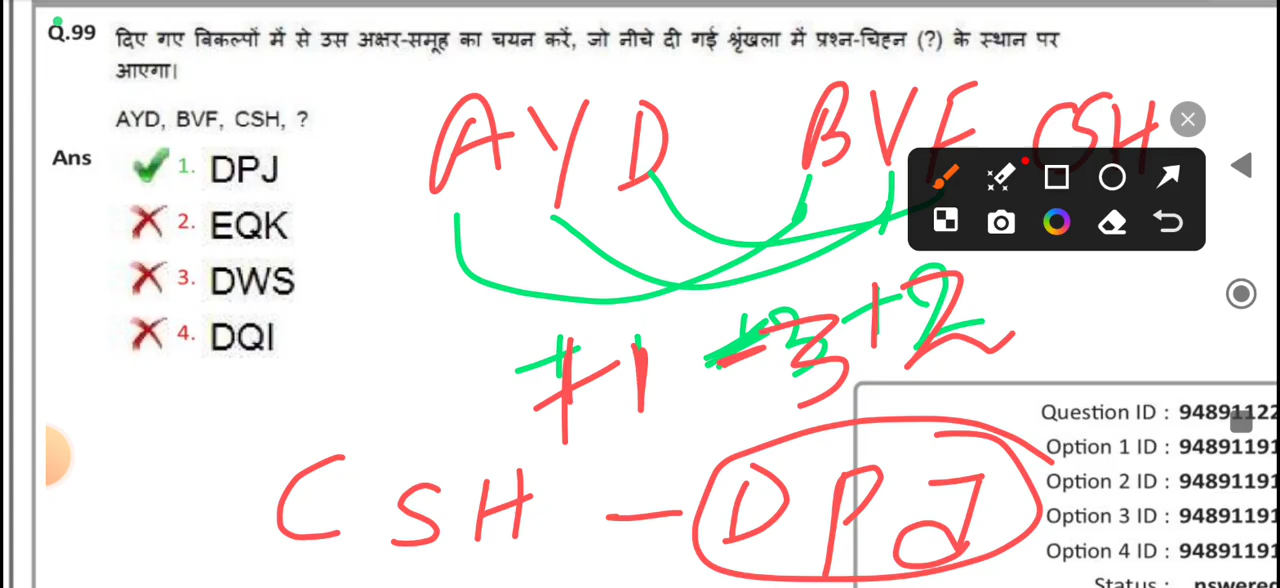 Q.99 दिए गए विकल्पों में से उस अक्षर-समूह का चयन करें, जो नीचे दी गई श्रृंखला में प्रश्न-चिह्न (?) के स्थान पर
आएगा।
AYD, BVF, CSH, ?
Ans
1. DPJ
2. EQK
3. DWS
4. DQI
AYD BVF CSH
+1 -3 +2
CSH - DPJ
Question ID : 94891122
Option 1 ID : 94891191
Option 2 ID : 94891191
Option 3 ID : 94891191
Option 4 ID : 94891191
Status : nswered